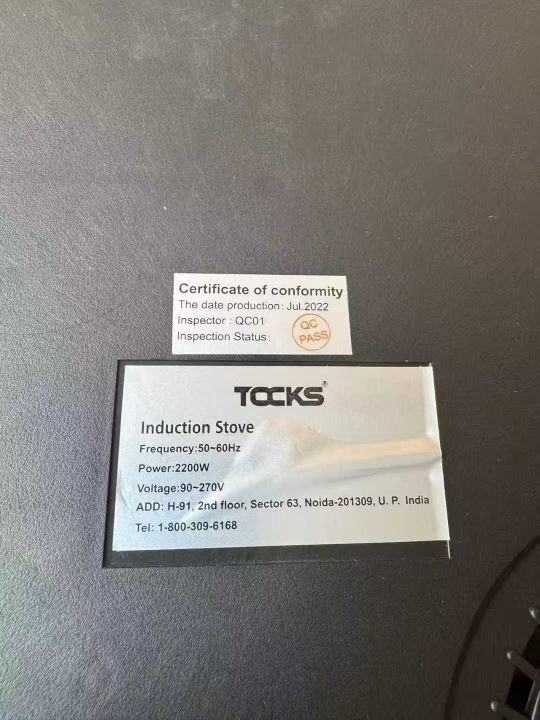 Certificate of conformity
The date production: Jul.2022
Inspector : QC01
Inspection Status:
QC
PASS
TOCKS®
Induction Stove
Frequency:50~60Hz
Power:2200W
Voltage:90~270V
ADD: H-91, 2nd floor, Sector 63, Noida-201309, U. P. India
Tel: 1-800-309-6168